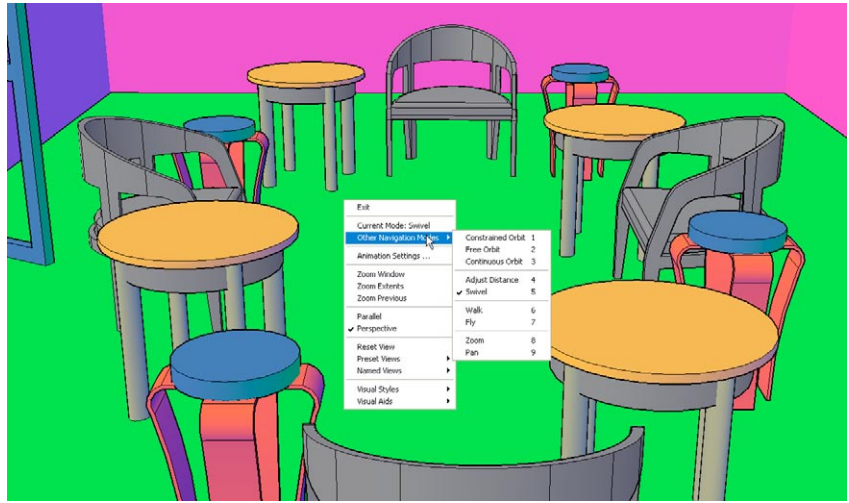 Exit
Current Mode: Swivel
Other Navigation Modes
Animation Settings ...
Zoom Window
Zoom Extents
Zoom Previous
Parallel
Perspective
Reset View
Preset Views
Named Views
Visual Styles
Visual Aids
Constrained Orbit 1
Free Orbit 2
Continuous Orbit 3
Adjust Distance 4
Swivel 5
Walk 6
Fly 7
Zoom 8
Pan 9